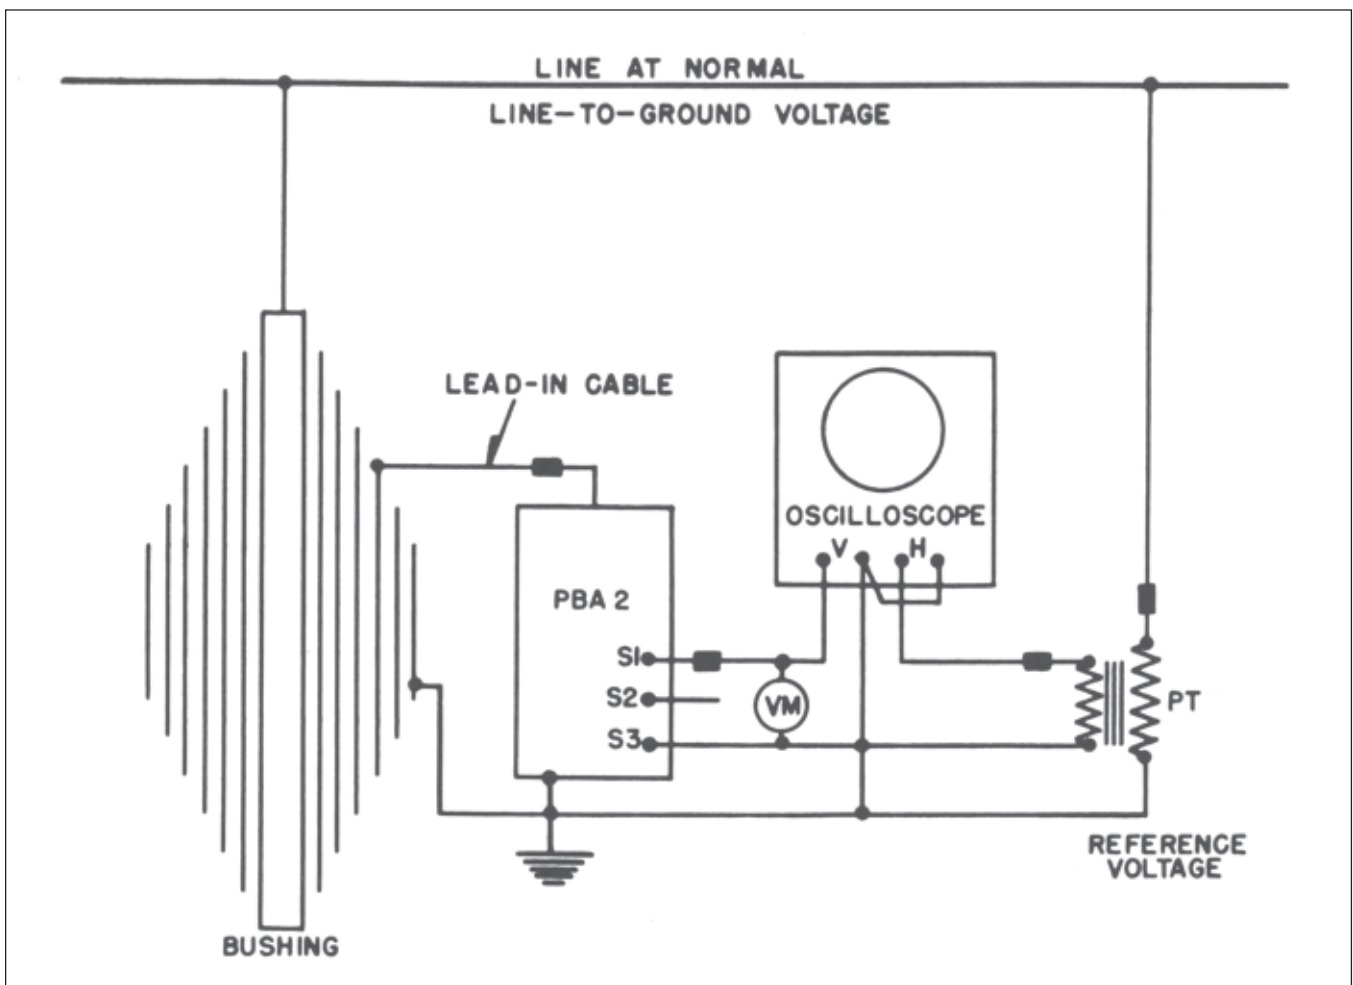 LINE AT NORMAL
LINE-TO-GROUND VOLTAGE
LEAD-IN CABLE
OSCILLOSCOPE
V H
PBA 2
S1
S2
S3
VM
PT
REFERENCE
VOLTAGE
BUSHING